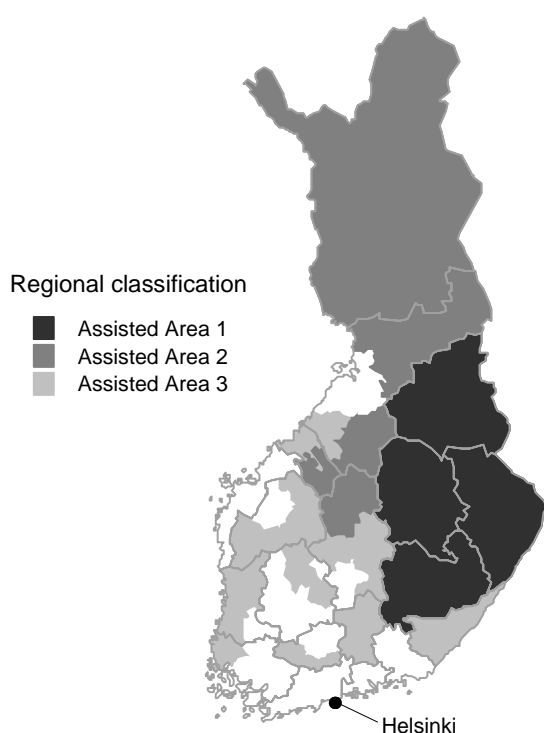 Regional classification
Assisted Area 1
Assisted Area 2
Assisted Area 3
Helsinki